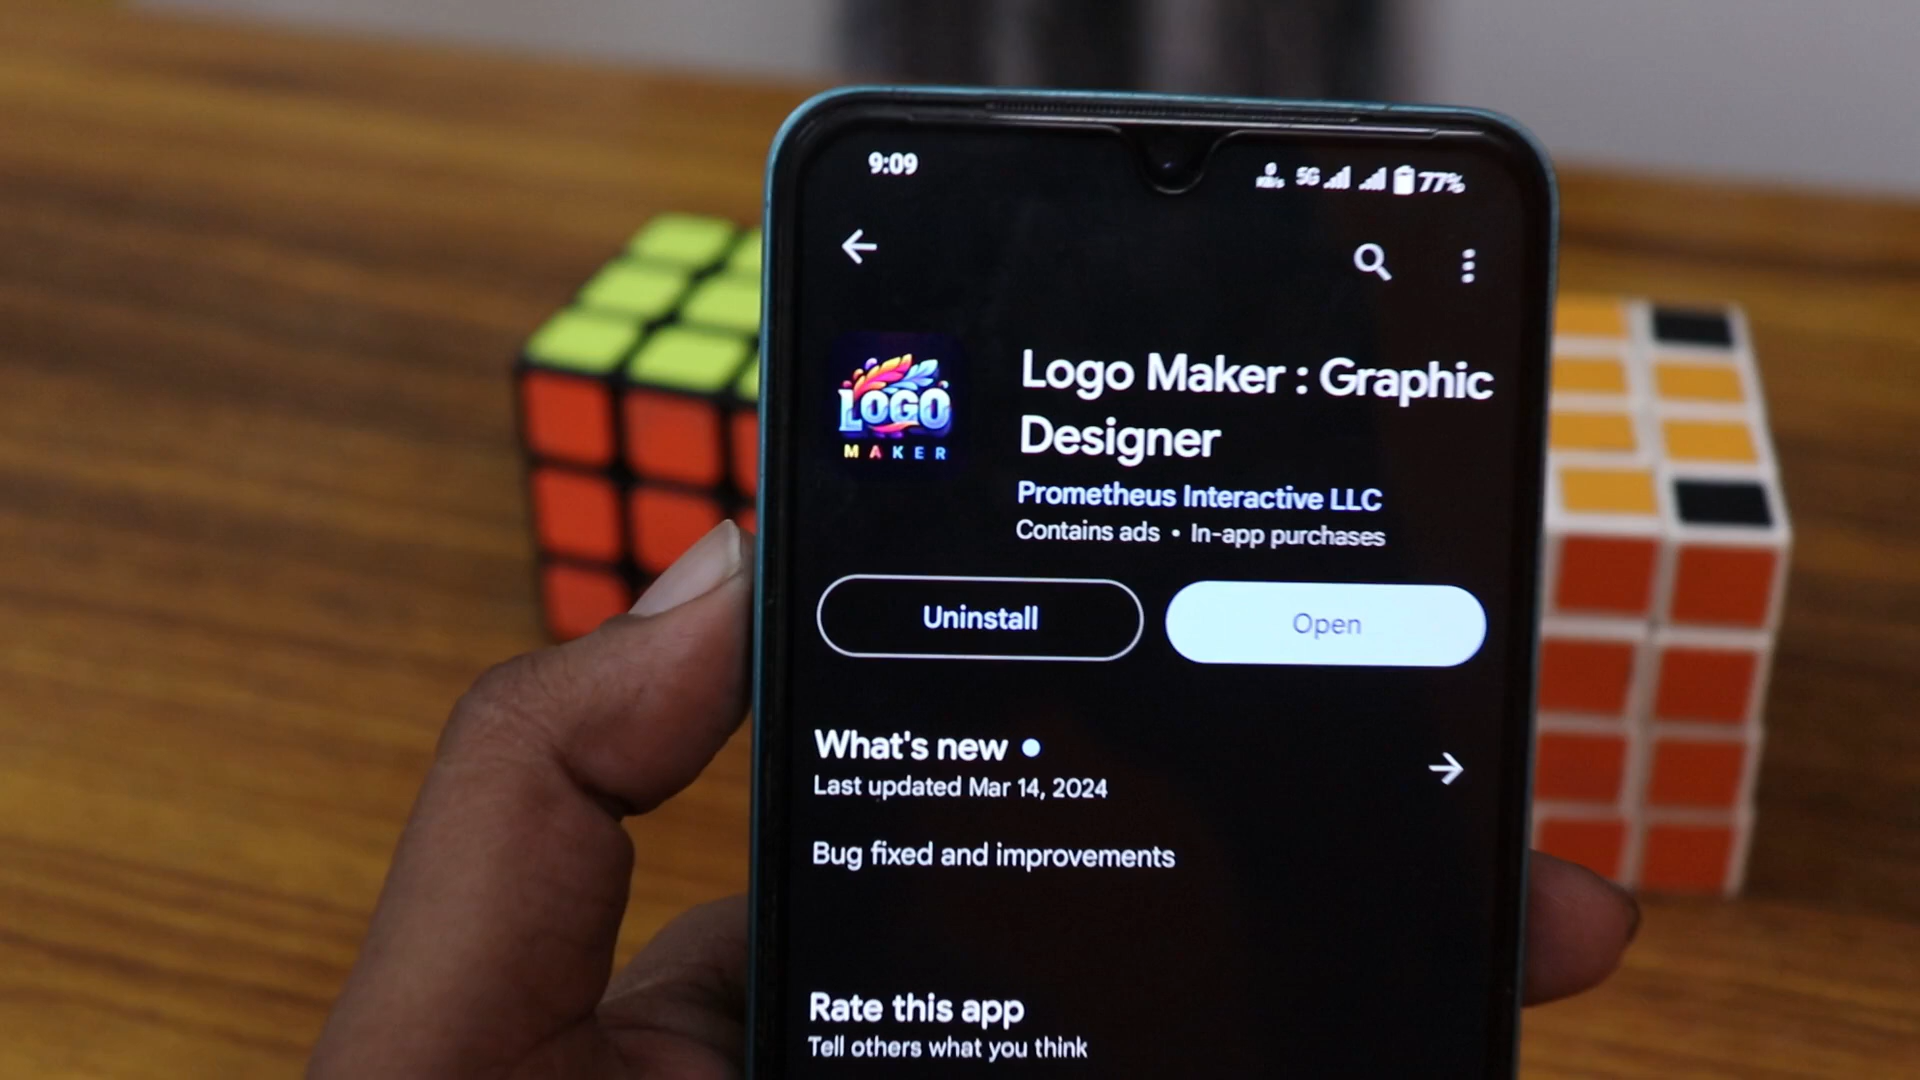 9:09
5G 77%
LOGO
MAKER
Logo Maker : Graphic
Designer
Prometheus Interactive LLC
Contains ads • In-app purchases
Uninstall
Open
What's new
Last updated Mar 14, 2024
Bug fixed and improvements
Rate this app
Tell others what you think